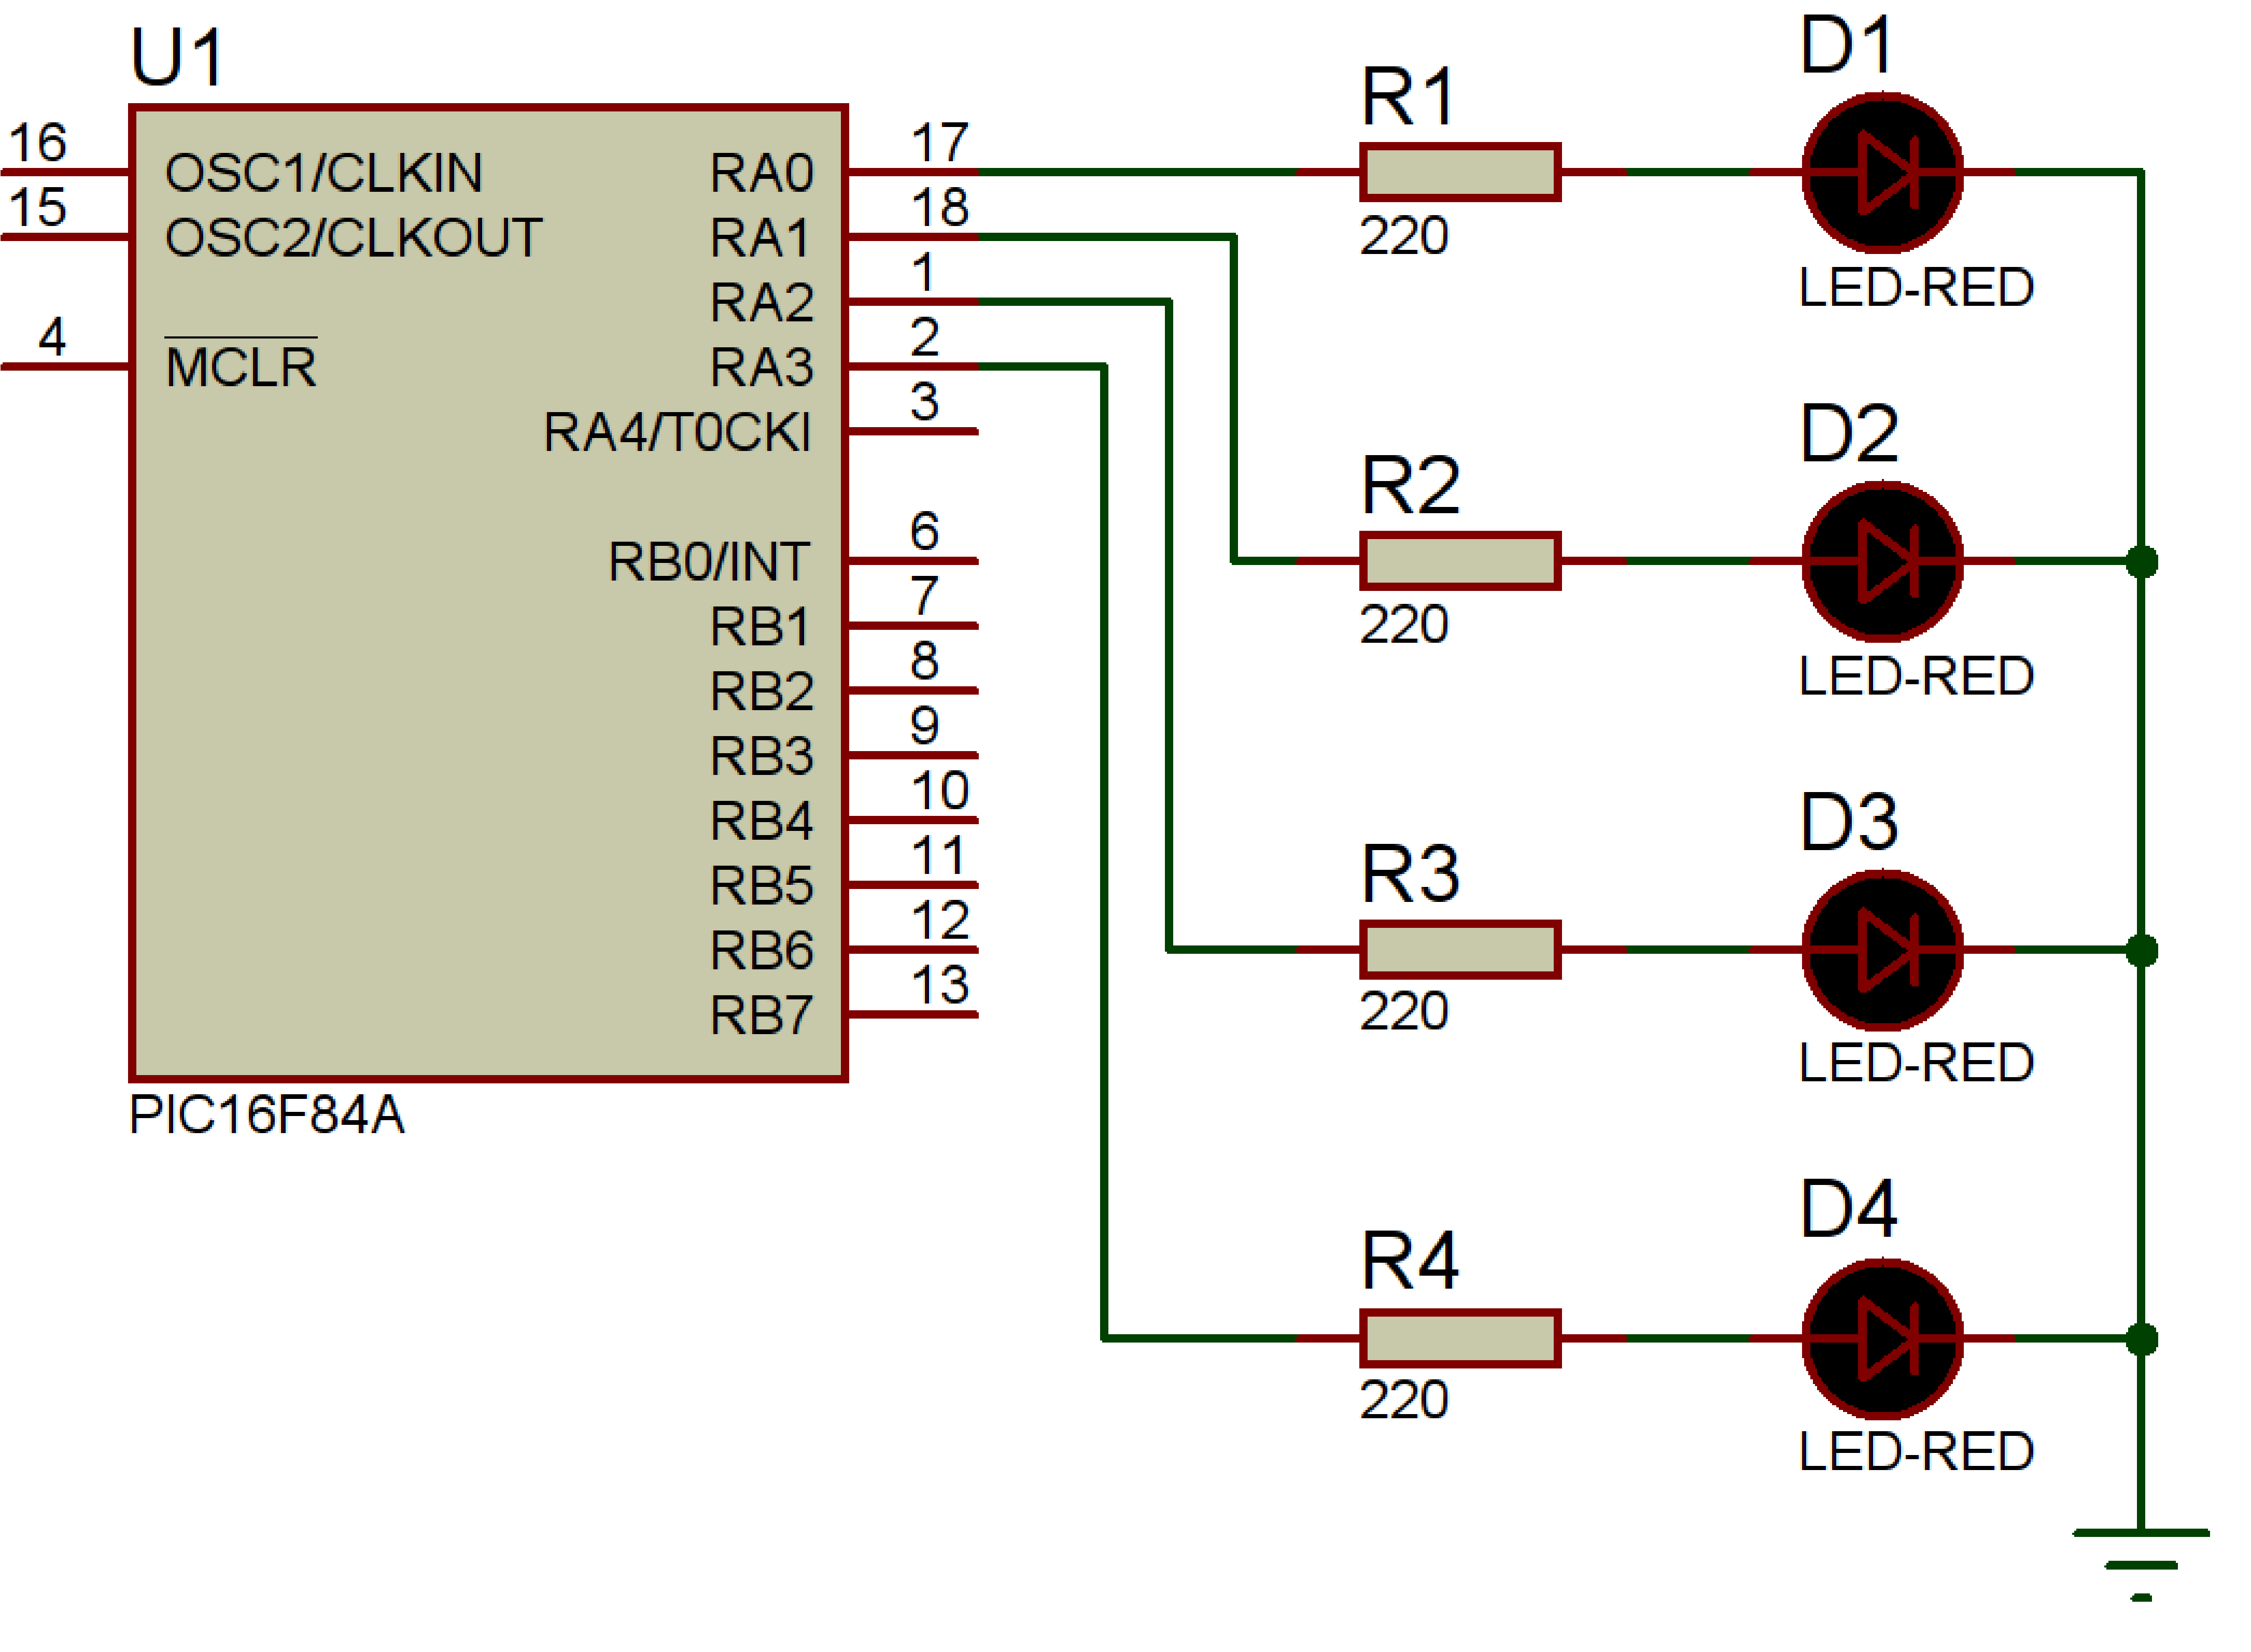 U1
16
OSC1/CLKIN
15
OSC2/CLKOUT
4
MCLR
RA0
17
RA1
18
RA2
1
RA3
2
RA4/T0CKI
3
RB0/INT
6
RB1
7
RB2
8
RB3
9
RB4
10
RB5
11
RB6
12
RB7
13
PIC16F84A
R1
220
D1
LED-RED
R2
220
D2
LED-RED
R3
220
D3
LED-RED
R4
220
D4
LED-RED